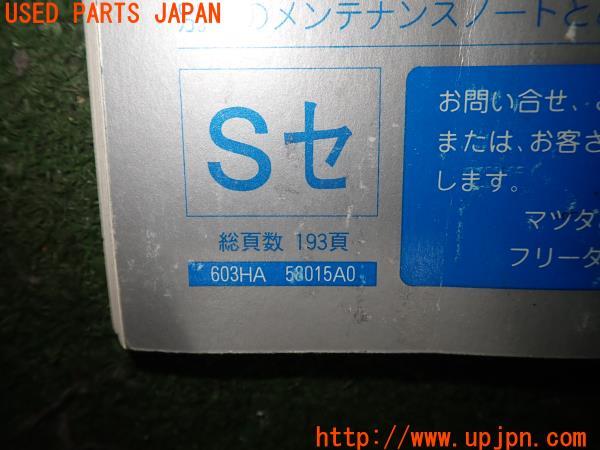 USED PARTS JAPAN
のメンテナンスノートと
お問い合せ、
または、お客さ
します。
マツダ
フリーダ
Sセ
総頁数 193頁
603HA 58015A0
UPJ
http://www.upjpn.com/